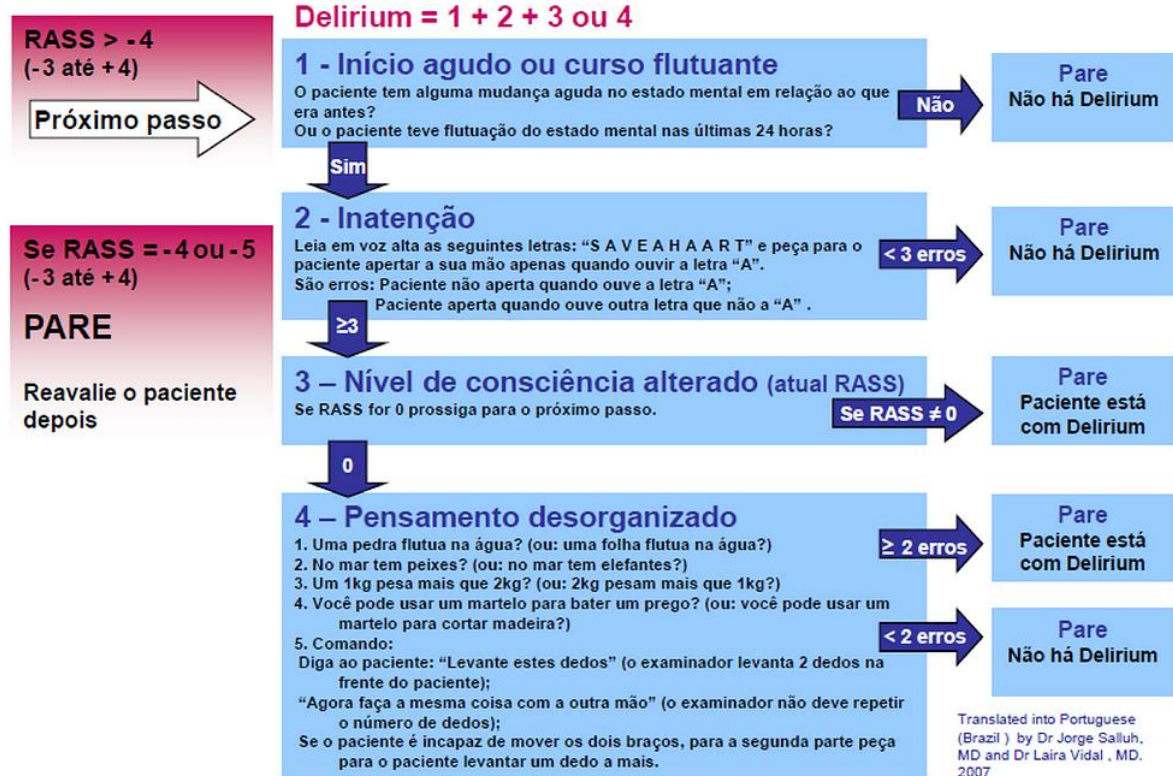 Delirium = 1 + 2 + 3 ou 4
RASS > -4
(-3 até +4)
Próximo passo
1 - Início agudo ou curso flutuante
O paciente tem alguma mudança aguda no estado mental em relação ao que
era antes?
Ou o paciente teve flutuação do estado mental nas últimas 24 horas?
Não
Pare
Não há Delirium
Sim
Se RASS = -4 ou -5
(-3 até +4)
PARE
Reavalie o paciente
depois
2 - Inatenção
Leia em voz alta as seguintes letras: “S A V E A H A A R T” e peça para o
paciente apertar a sua mão apenas quando ouvir a letra “A”.
São erros: Paciente não aperta quando ouve a letra “A”;
Paciente aperta quando ouve outra letra que não a “A” .
< 3 erros
Pare
Não há Delirium
≥3
3 – Nível de consciência alterado (atual RASS)
Se RASS for 0 prossiga para o próximo passo.
Se RASS ≠ 0
Pare
Paciente está
com Delirium
0
4 – Pensamento desorganizado
1. Uma pedra flutua na água? (ou: uma folha flutua na água?)
2. No mar tem peixes? (ou: no mar tem elefantes?)
3. Um 1kg pesa mais que 2kg? (ou: 2kg pesam mais que 1kg?)
4. Você pode usar um martelo para bater um prego? (ou: você pode usar um
martelo para cortar madeira?)
5. Comando:
Diga ao paciente: “Levante estes dedos” (o examinador levanta 2 dedos na
frente do paciente);
“Agora faça a mesma coisa com a outra mão” (o examinador não deve repetir
o número de dedos);
Se o paciente é incapaz de mover os dois braços, para a segunda parte peça
para o paciente levantar um dedo a mais.
≥ 2 erros
Pare
Paciente está
com Delirium
< 2 erros
Pare
Não há Delirium
Translated into Portuguese
(Brazil ) by Dr Jorge Salluh,
MD and Dr Laira Vidal , MD.
2007